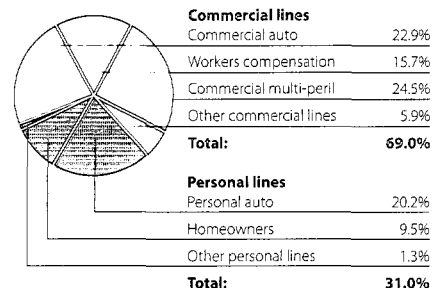 Commercial lines
Commercial auto 22.9%
Workers compensation 15.7%
Commercial multi-peril 24.5%
Other commercial lines 5.9%
Total: 69.0%
Personal lines
Personal auto 20.2%
Homeowners 9.5%
Other personal lines 1.3%
Total: 31.0%